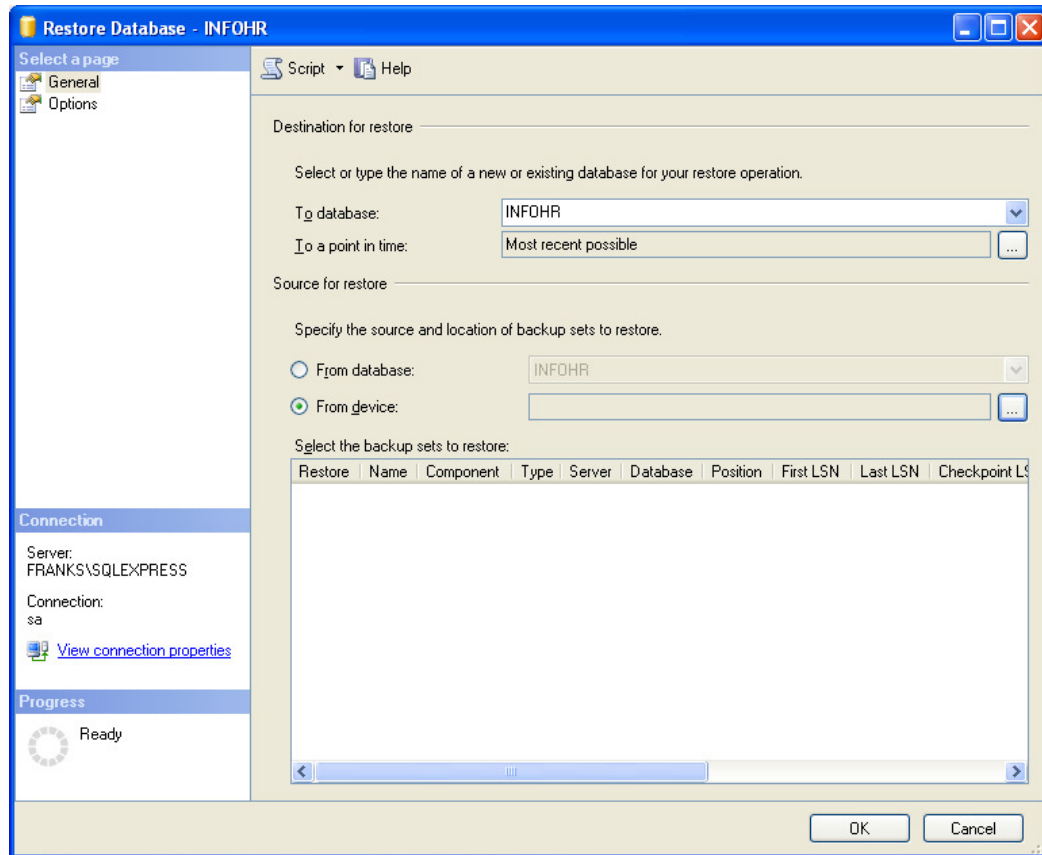 Restore Database - INFOHR
Select a page
General
Options
Script
Help
Destination for restore
Select or type the name of a new or existing database for your restore operation.
To database:
INFOHR
To a point in time:
Most recent possible
...
Source for restore
Specify the source and location of backup sets to restore.
From database:
INFOHR
From device:
...
Select the backup sets to restore:
Restore Name Component Type Server Database Position First LSN Last LSN Checkpoint LS
Connection
Server:
FRANKS\SQLEXPRESS
Connection:
sa
View connection properties
Progress
Ready
OK
Cancel